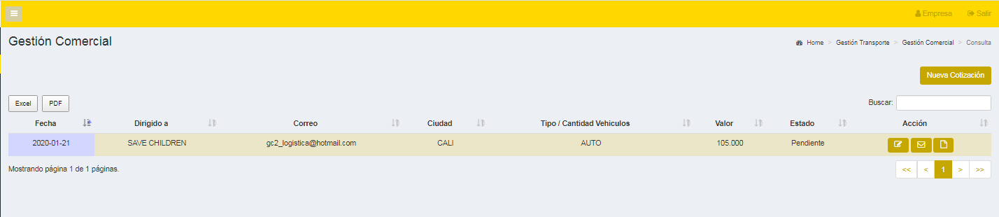 Empresa Salir
Gestión Comercial
Home > Gestión Transporte > Gestión Comercial > Consulta
Nueva Cotización
Excel PDF
Buscar:
Fecha Dirigido a Correo Ciudad Tipo / Cantidad Vehiculos Valor Estado Acción
2020-01-21 SAVE CHILDREN gc2_logistica@hotmail.com CALI AUTO 105.000 Pendiente
Mostrando página 1 de 1 páginas.
<< < 1 > >>